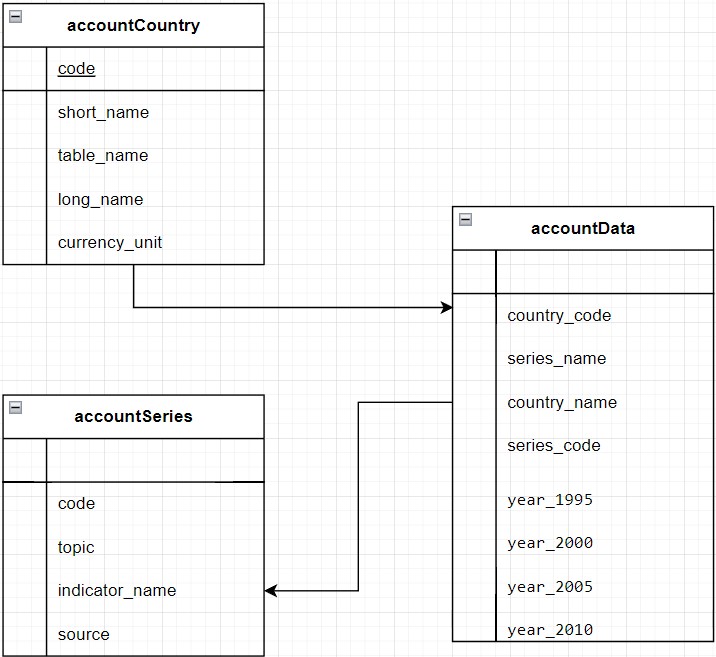 accountCountry
code
short_name
table_name
long_name
currency_unit
accountData
country_code
series_name
country_name
series_code
year_1995
year_2000
year_2005
year_2010
accountSeries
code
topic
indicator_name
source